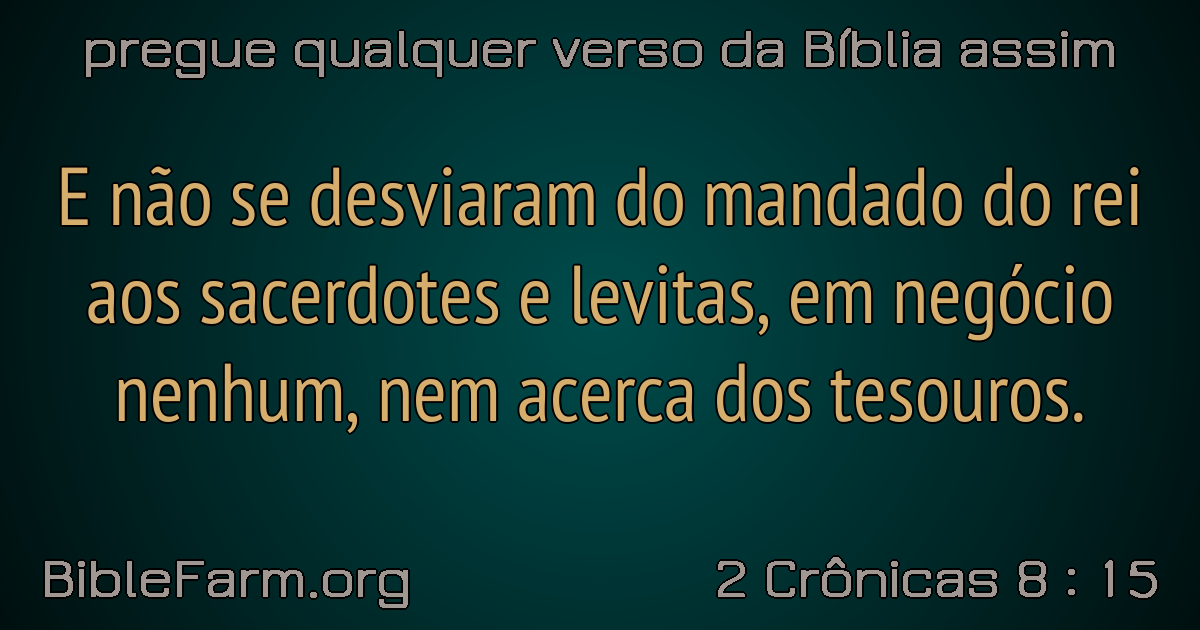 pregue qualquer verso da Bíblia assim
E não se desviaram do mandado do rei
aos sacerdotes e levitas, em negócio
nenhum, nem acerca dos tesouros.
BibleFarm.org
2 Crônicas 8 : 15